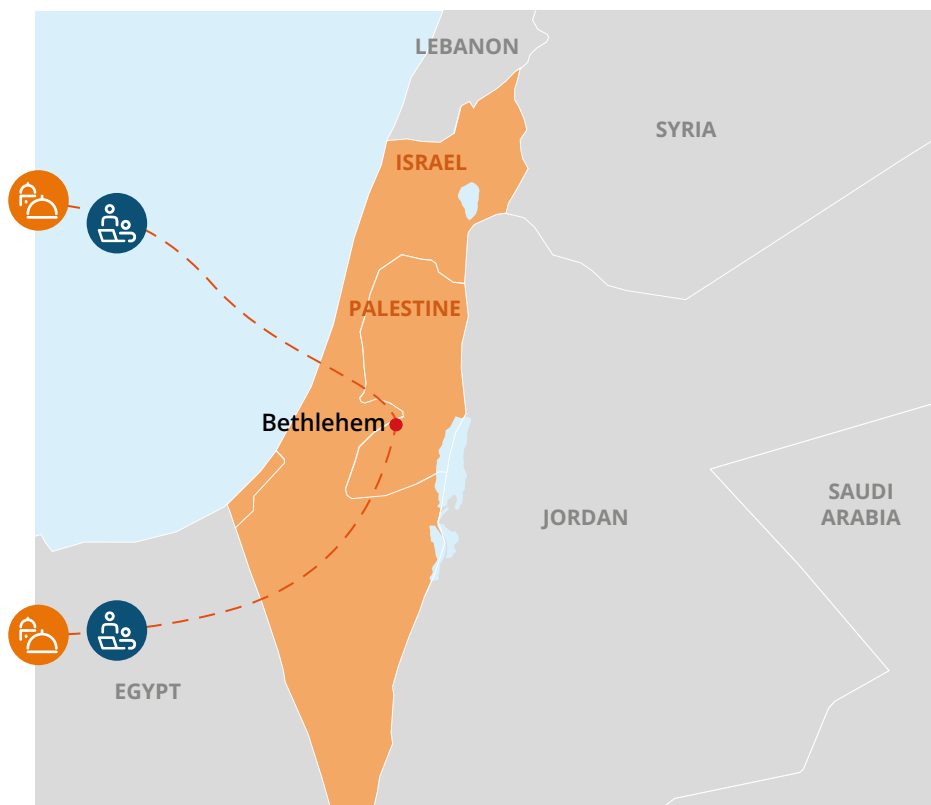 LEBANON
SYRIA
ISRAEL
PALESTINE
Bethlehem
SAUDI
ARABIA
JORDAN
EGYPT